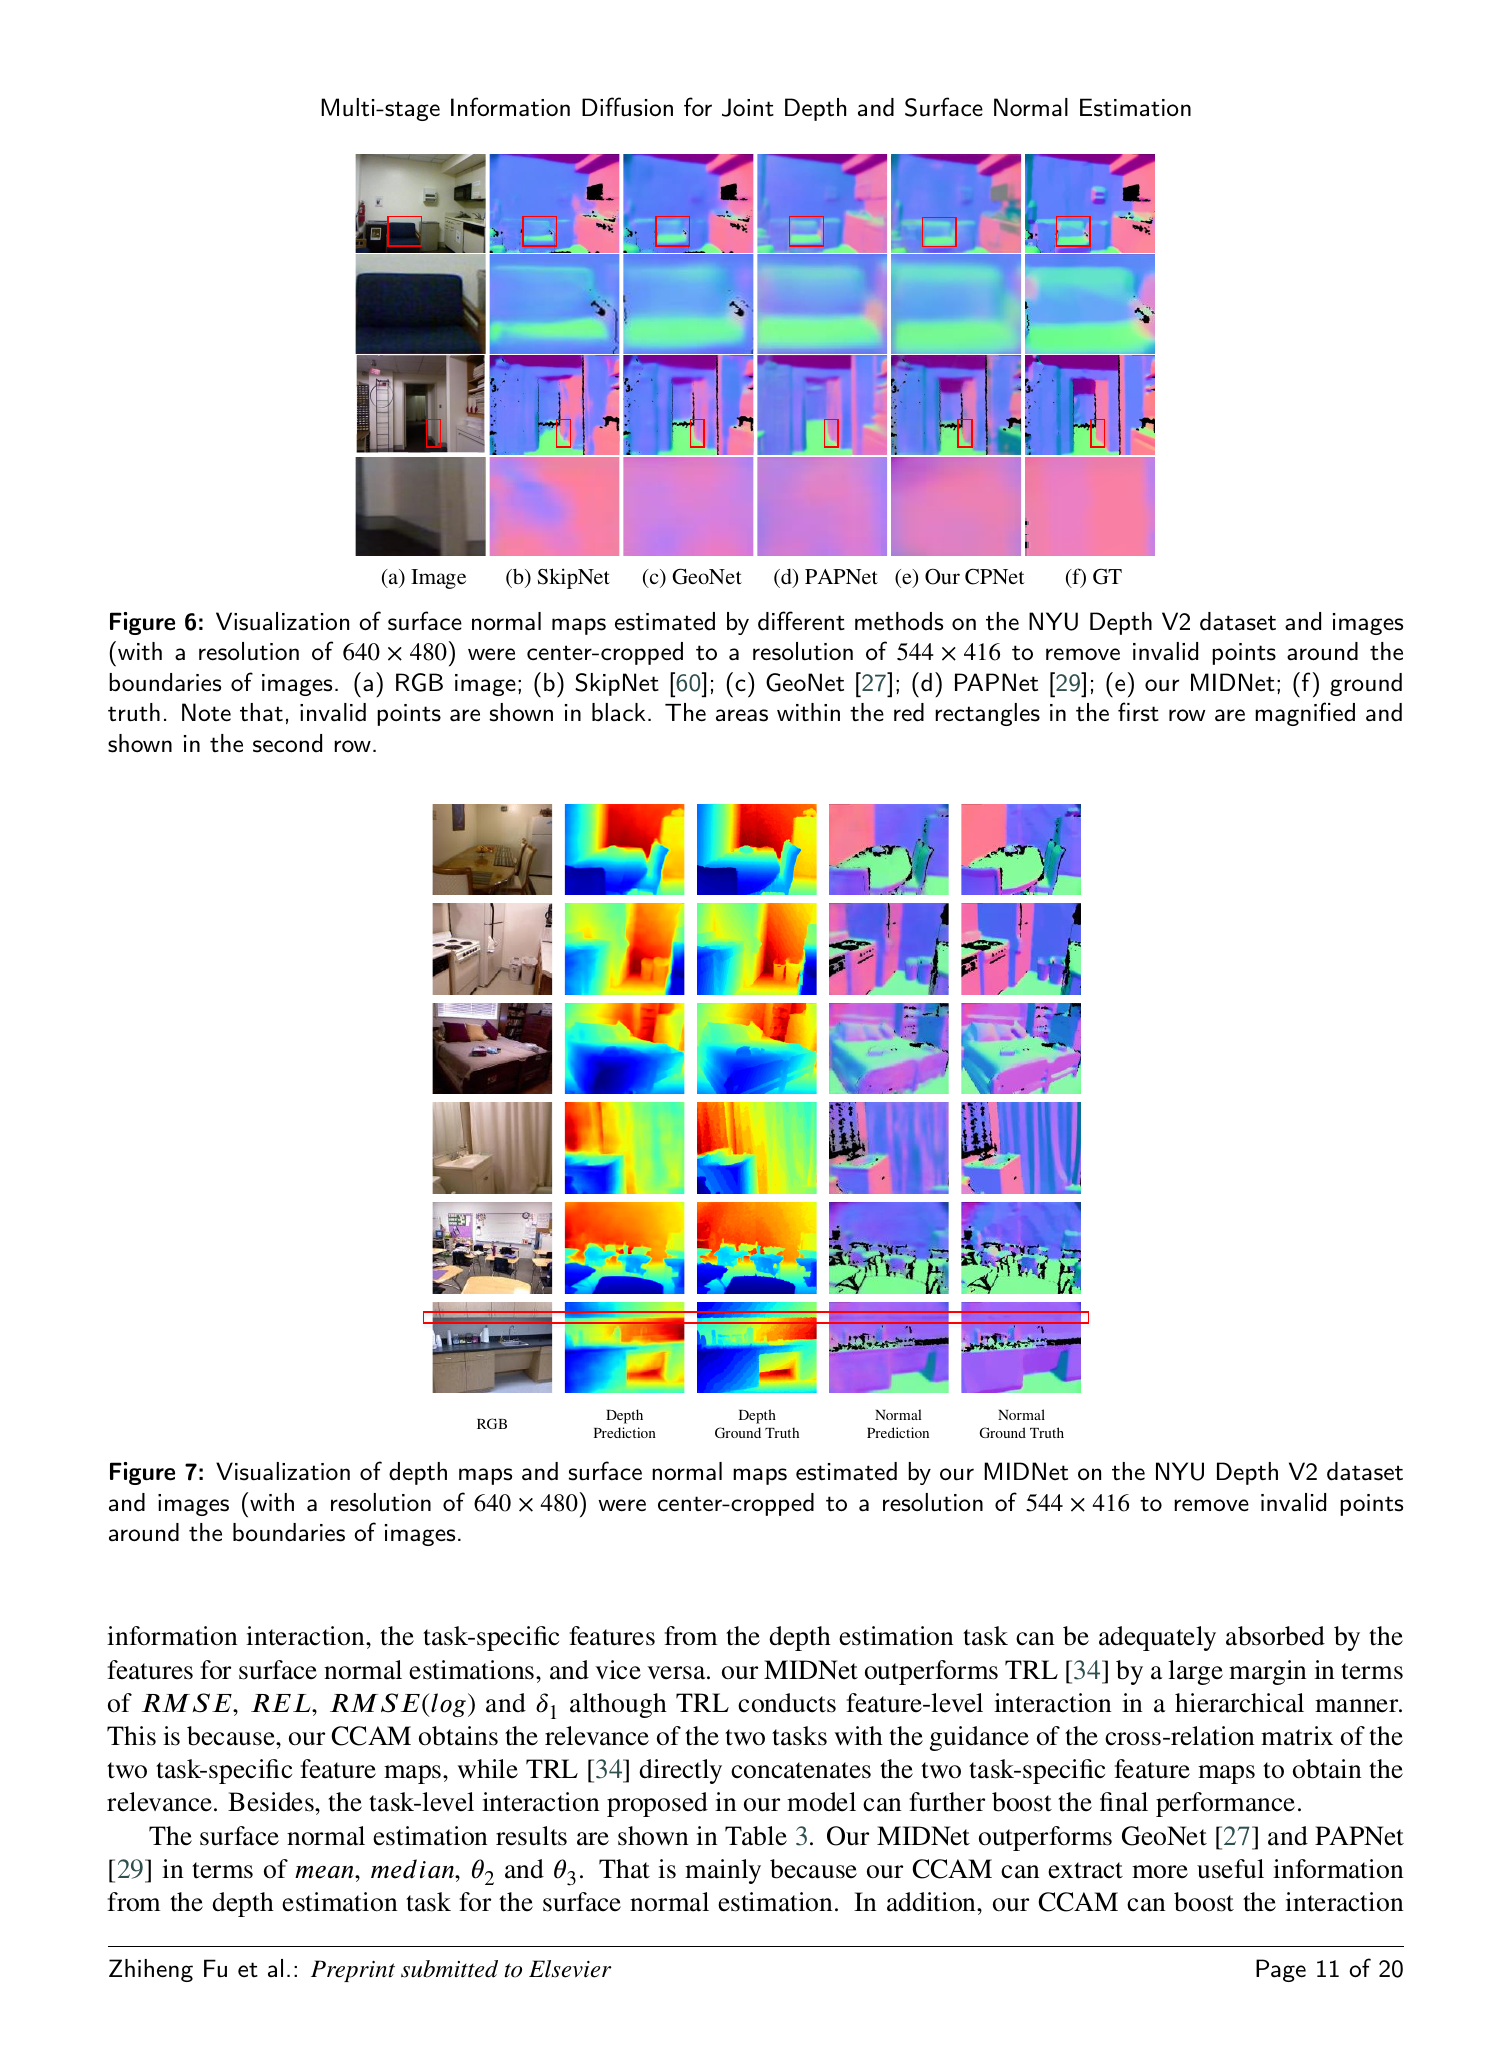 Multi-stage Information Diffusion for Joint Depth and Surface Normal Estimation
(a) Image (b) SkipNet (c) GeoNet (d) PAPNet (e) Our CPNet (f) GT
Figure 6: Visualization of surface normal maps estimated by different methods on the NYU Depth V2 dataset and images
(with a resolution of 640 × 480) were center-cropped to a resolution of 544 × 416 to remove invalid points around the
boundaries of images. (a) RGB image; (b) SkipNet [60]; (c) GeoNet [27]; (d) PAPNet [29]; (e) our MIDNet; (f) ground
truth. Note that, invalid points are shown in black. The areas within the red rectangles in the first row are magnified and
shown in the second row.
RGB
Depth
Prediction
Depth
Ground Truth
Normal
Prediction
Normal
Ground Truth
Figure 7: Visualization of depth maps and surface normal maps estimated by our MIDNet on the NYU Depth V2 dataset
and images (with a resolution of 640 × 480) were center-cropped to a resolution of 544 × 416 to remove invalid points
around the boundaries of images.
information interaction, the task-specific features from the depth estimation task can be adequately absorbed by the
features for surface normal estimations, and vice versa. our MIDNet outperforms TRL [34] by a large margin in terms
of RMSE, REL, RMSE(log) and δ₁ although TRL conducts feature-level interaction in a hierarchical manner.
This is because, our CCAM obtains the relevance of the two tasks with the guidance of the cross-relation matrix of the
two task-specific feature maps, while TRL [34] directly concatenates the two task-specific feature maps to obtain the
relevance. Besides, the task-level interaction proposed in our model can further boost the final performance.
The surface normal estimation results are shown in Table 3. Our MIDNet outperforms GeoNet [27] and PAPNet
[29] in terms of mean, median, θ₂ and θ₃. That is mainly because our CCAM can extract more useful information
from the depth estimation task for the surface normal estimation. In addition, our CCAM can boost the interaction
Zhiheng Fu et al.: Preprint submitted to Elsevier Page 11 of 20